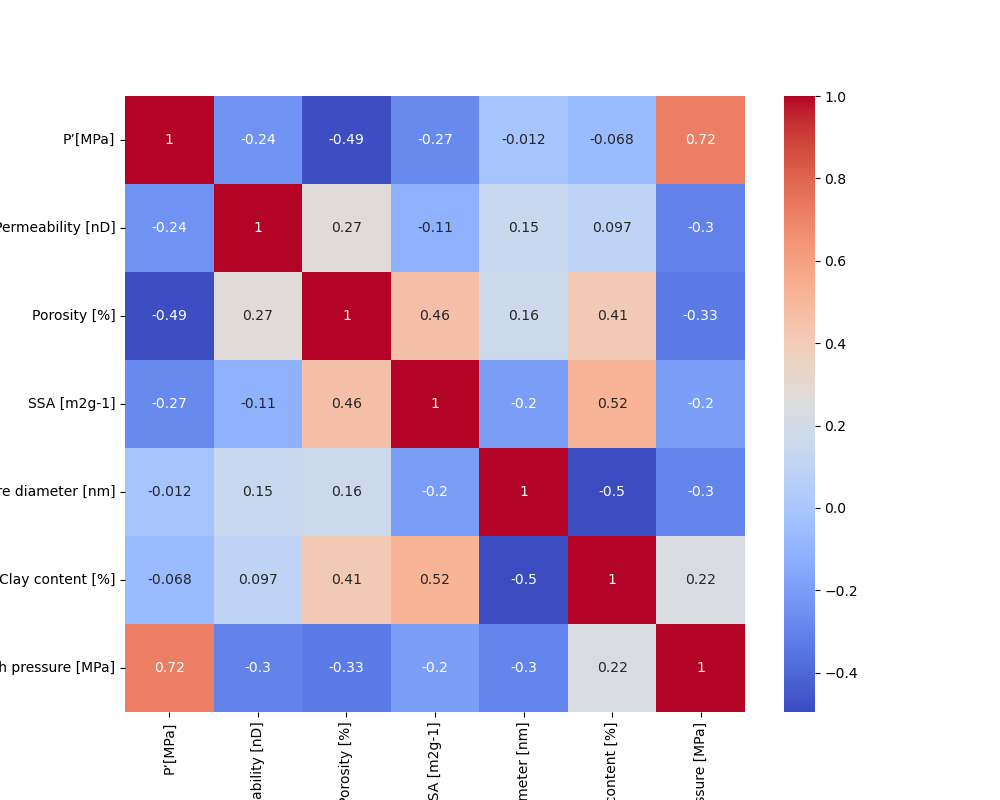 P’[MPa] 1 -0.24 -0.49 -0.27 -0.012 -0.068 0.72
Permeability [nD] -0.24 1 0.27 -0.11 0.15 0.097 -0.3
Porosity [%] -0.49 0.27 1 0.46 0.16 0.41 -0.33
SSA [m2g-1] -0.27 -0.11 0.46 1 -0.2 0.52 -0.2
re diameter [nm] -0.012 0.15 0.16 -0.2 1 -0.5 -0.3
Clay content [%] -0.068 0.097 0.41 0.52 -0.5 1 0.22
h pressure [MPa] 0.72 -0.3 -0.33 -0.2 -0.3 0.22 1
P’[MPa]
ability [nD]
Porosity [%]
SA [m2g-1]
meter [nm]
content [%]
ssure [MPa]
1.0
0.8
0.6
0.4
0.2
0.0
−0.2
−0.4